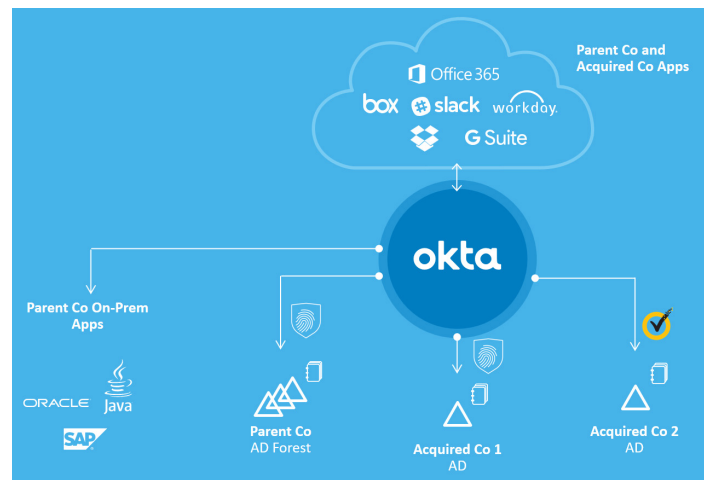 Parent Co and
Acquired Co Apps
Office 365
box slack workday.
G Suite
okta
Parent Co On-Prem
Apps
ORACLE Java
SAP
Parent Co
AD Forest
Acquired Co 1
AD
Acquired Co 2
AD